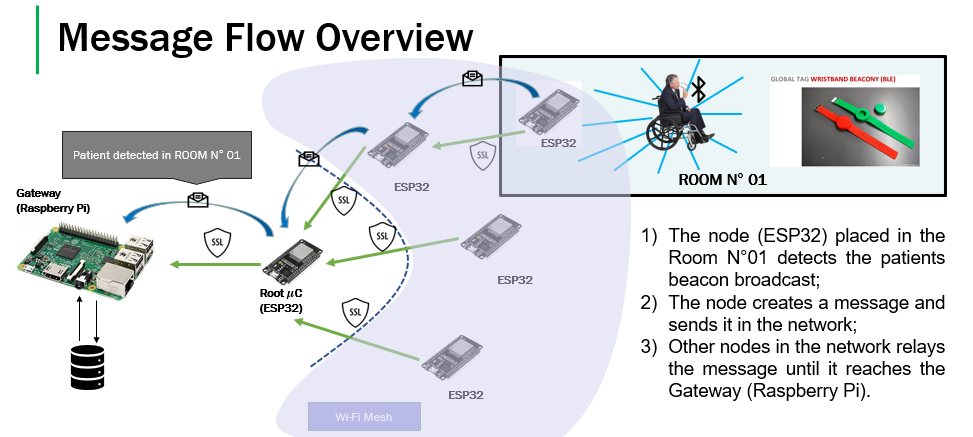 Message Flow Overview
GLOBAL TAG WRISTBAND BEACONY (BLE)
Patient detected in ROOM N° 01
ESP32
SSL
ESP32
ROOM N° 01
Gateway
(Raspberry Pi)
SSL
SSL
SSL
Root μC
(ESP32)
ESP32
SSL
ESP32
Wi-Fi Mesh
1) The node (ESP32) placed in the
Room N°01 detects the patients
beacon broadcast;
2) The node creates a message and
sends it in the network;
3) Other nodes in the network relays
the message until it reaches the
Gateway (Raspberry Pi).